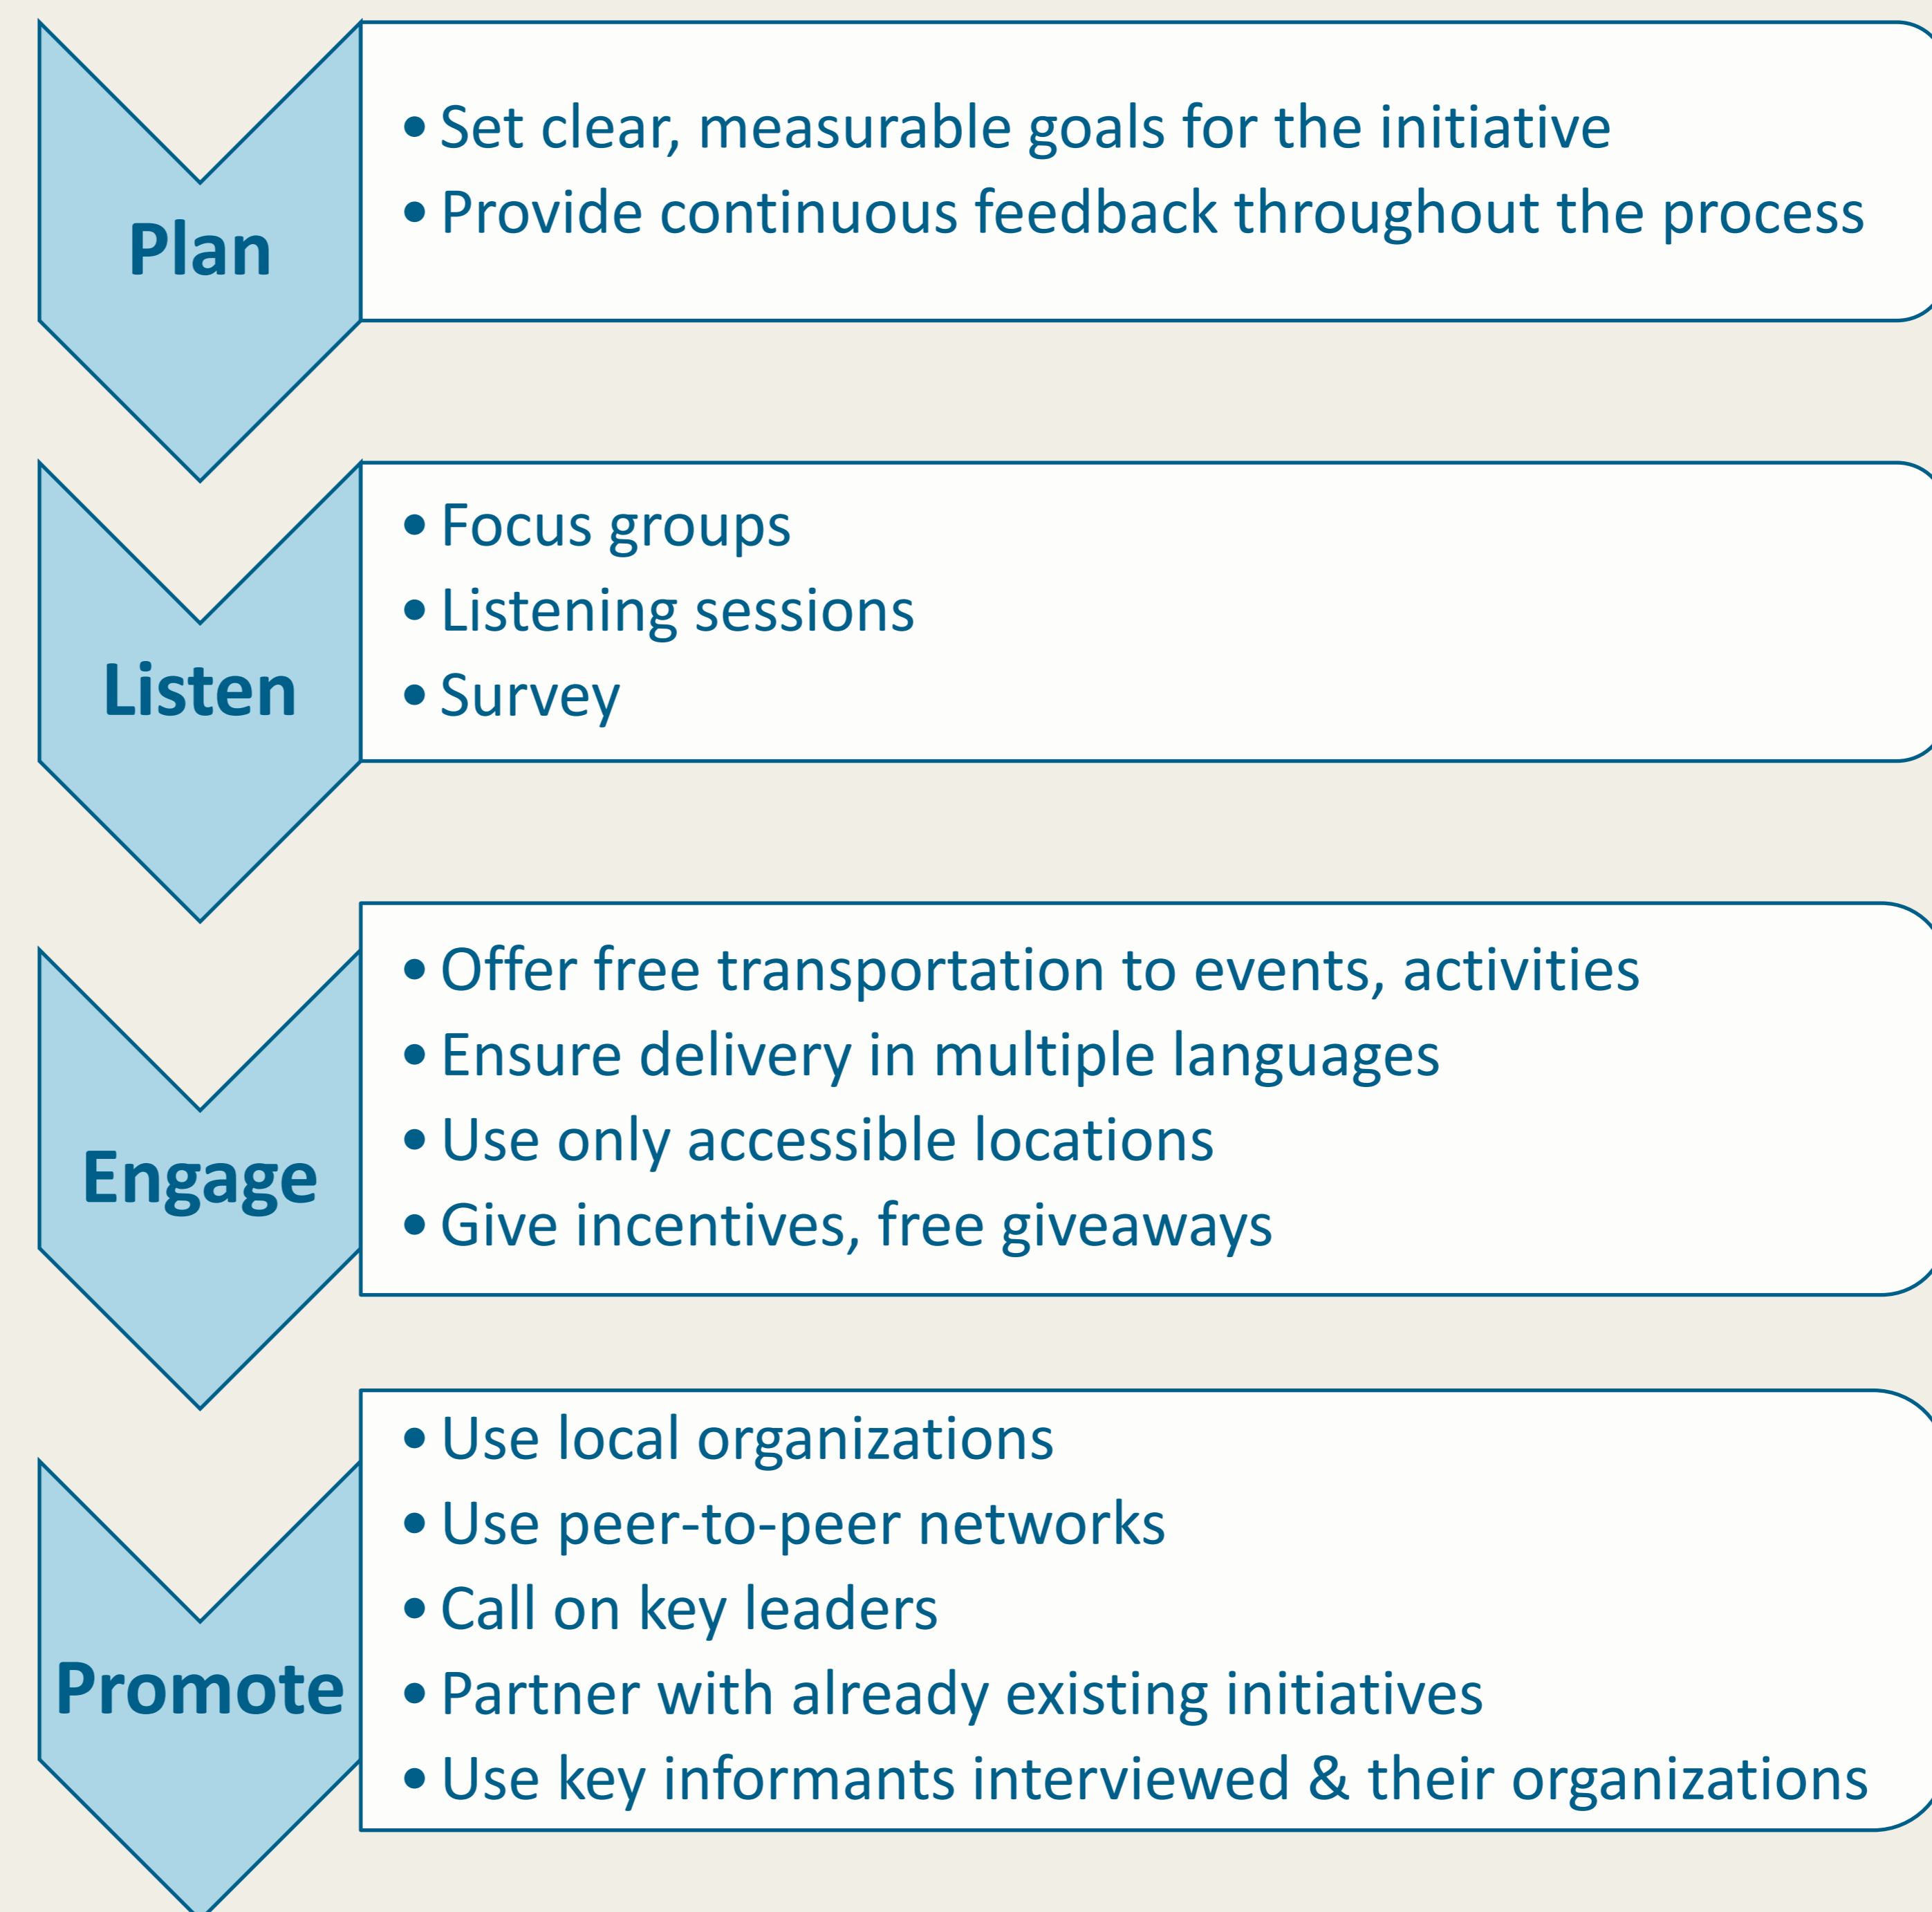 Plan
• Set clear, measurable goals for the initiative
• Provide continuous feedback throughout the process
Listen
• Focus groups
• Listening sessions
• Survey
Engage
• Offer free transportation to events, activities
• Ensure delivery in multiple languages
• Use only accessible locations
• Give incentives, free giveaways
Promote
• Use local organizations
• Use peer-to-peer networks
• Call on key leaders
• Partner with already existing initiatives
• Use key informants interviewed & their organizations